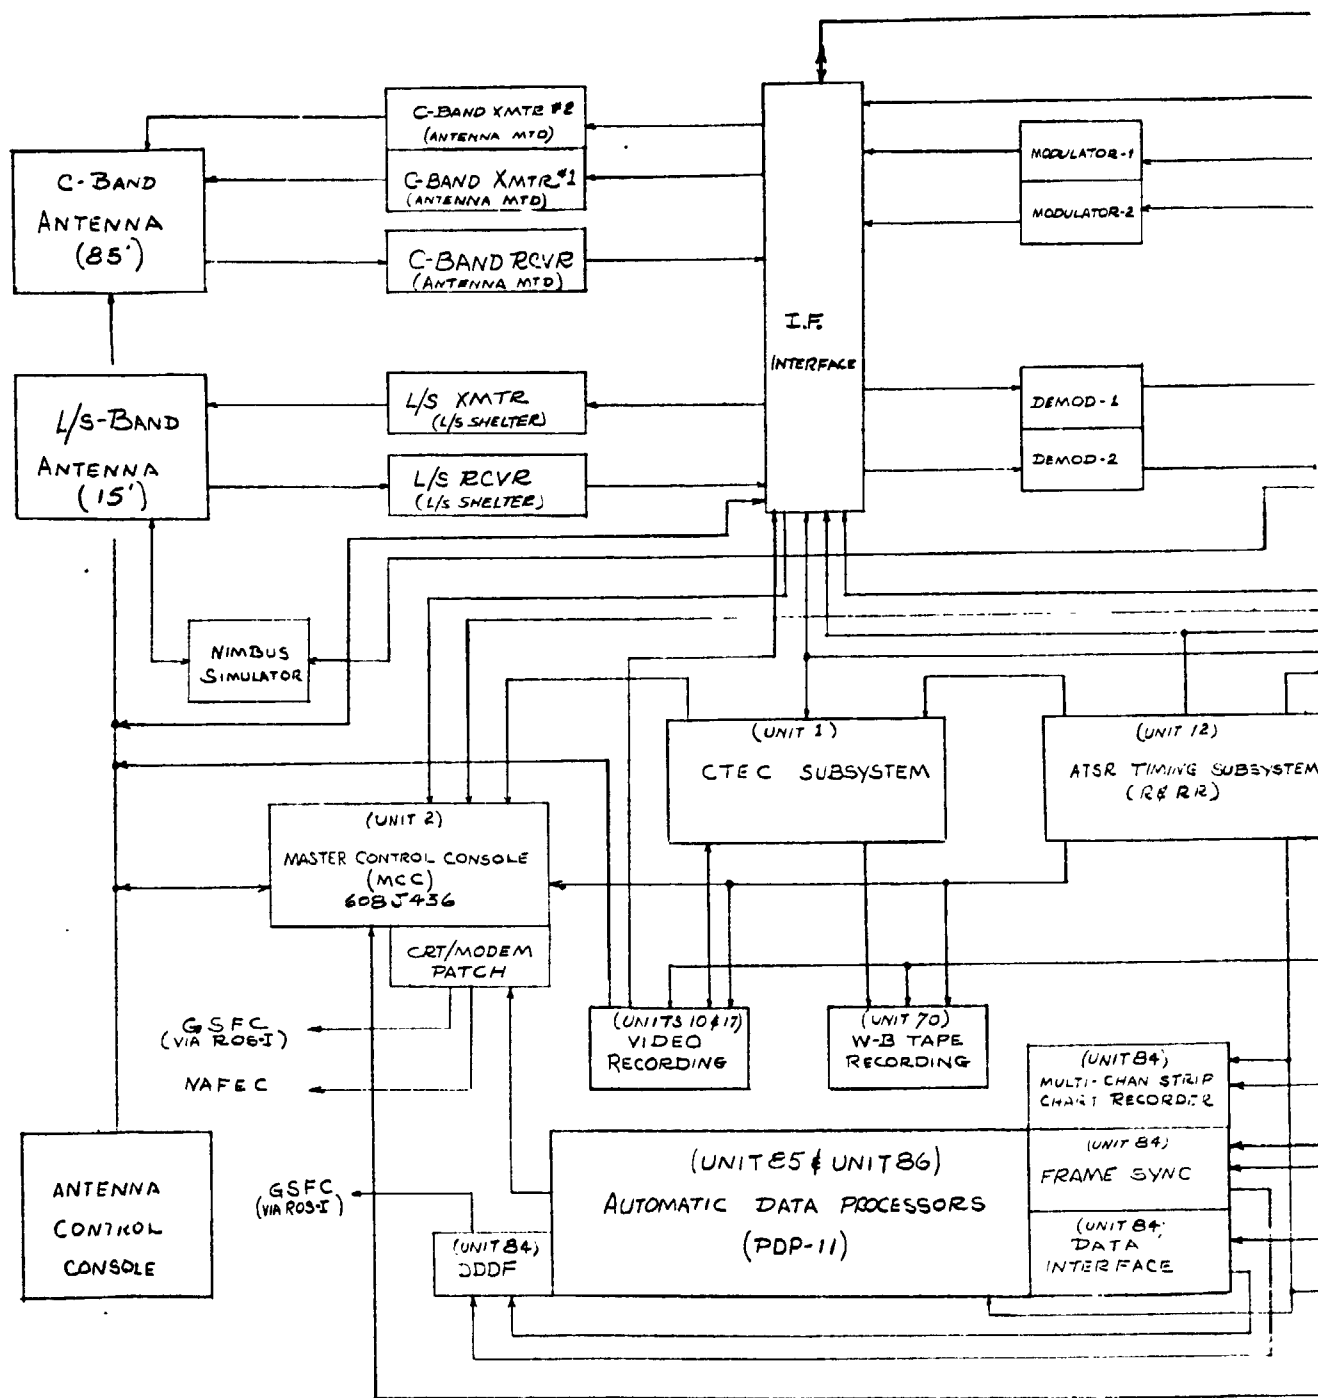 C-BAND XMTR #2
(ANTENNA MTD)
C-BAND XMTR #1
(ANTENNA MTD)
C-BAND
ANTENNA
(85')
C-BAND RCVR
(ANTENNA MTD)
MODULATOR-1
MODULATOR-2
I.F.
INTERFACE
L/S-BAND
ANTENNA
(15')
L/S XMTR
(L/S SHELTER)
L/S RCVR
(L/S SHELTER)
DEMOD-1
DEMOD-2
NIMBUS
SIMULATOR
(UNIT 1)
CTEC SUBSYSTEM
(UNIT 12)
ATSR TIMING SUBSYSTEM
(R & RR)
(UNIT 2)
MASTER CONTROL CONSOLE
(MCC)
608J436
CRT/MODEM
PATCH
GSFC
(VIA ROS-I)
NAFEC
(UNITS 10 & 17)
VIDEO
RECORDING
(UNIT 70)
W-B TAPE
RECORDING
(UNIT 84)
MULTI-CHAN STRIP
CHART RECORDER
(UNIT 84)
FRAME SYNC
(UNIT 84)
DATA
INTERFACE
(UNIT 85 & UNIT 86)
AUTOMATIC DATA PROCESSORS
(PDP-11)
GSFC
(VIA ROS-I)
(UNIT 84)
DDDF
ANTENNA
CONTROL
CONSOLE